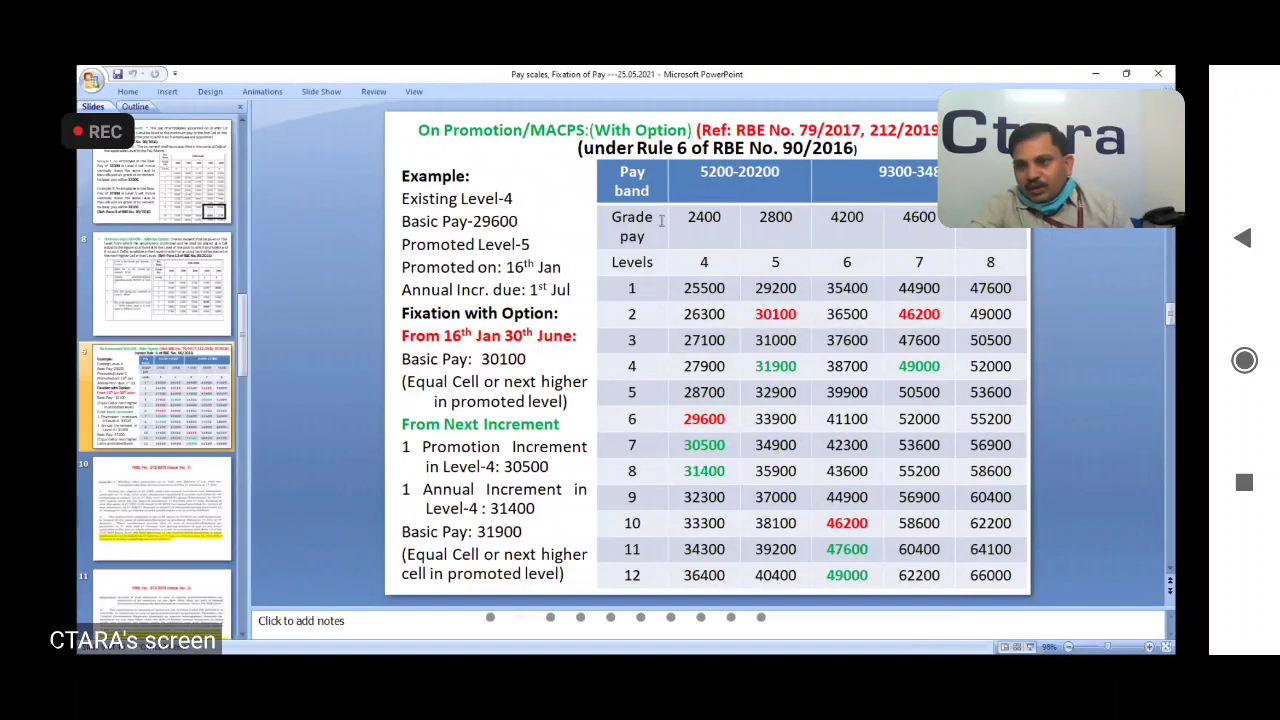 Pay scales, Fixation of Pay ---25.05.2021 - Microsoft PowerPoint
Home Insert Design Animations Slide Show Review View
Slides Outline
REC
Ctara
On Promotion/MACPS:(With Option) (Ref: RBE No. 79/201 212/2019
(under Rule 6 of RBE No. 90/2016)
Example:
Existing Level-4
Basic Pay-29600
Promoted Level-5
Promoted on: 16th Jan
Annual Incr. due: 1st Jul
Fixation with Option:
From 16th Jan 30th June:
Basic Pay: 30100
(Equal Cell or next higher
in promoted level)
From Next Increment
1 Promotion Increment
in Level-4: 30500
Annual Increment in
Level-4 : 31400
Basic Pay: 31900
(Equal Cell or next higher
cell in promoted level)
Pay band 5200-20200 9300-348
Grade pay 2400 2800 4200 4600
levels 4 5 6 7 8
25500 29200 35400 44900 47600
2 26300 30100 36500 46200 49000
27100 31000 37600 47600 50500
27900 31900 38700 49000 52000
28700 32900 39900 50500 53600
29600 33900 41100 52000 55200
30500 34900 42300 53600 56900
8 31400 35900 43600 55200 58600
32300 37000 44900 56900 60400
10 33300 38100 46200 58600 62200
11 34300 39200 47600 60400 64100
36400 40400 49000 62200 66000
8
10
11
Click to add notes
CTARA's screen
98%